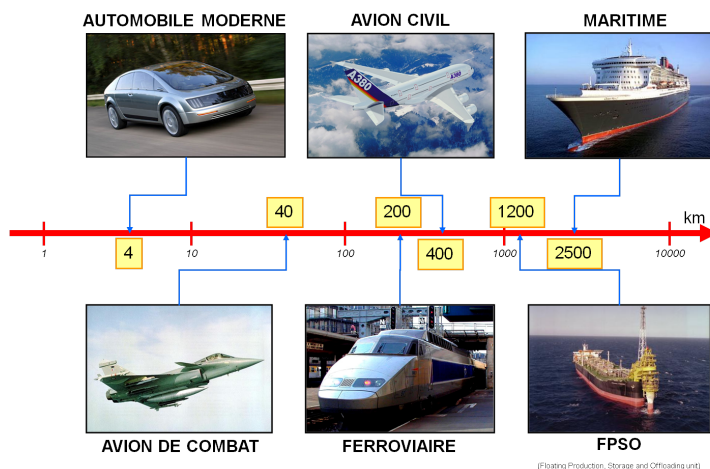 AUTOMOBILE MODERNE
AVION CIVIL
MARITIME
A380
40
200
1200
km
4
400
2500
1
10
100
1000
10000
AVION DE COMBAT
FERROVIAIRE
FPSO
(Floating Production, Storage and Offloading unit)